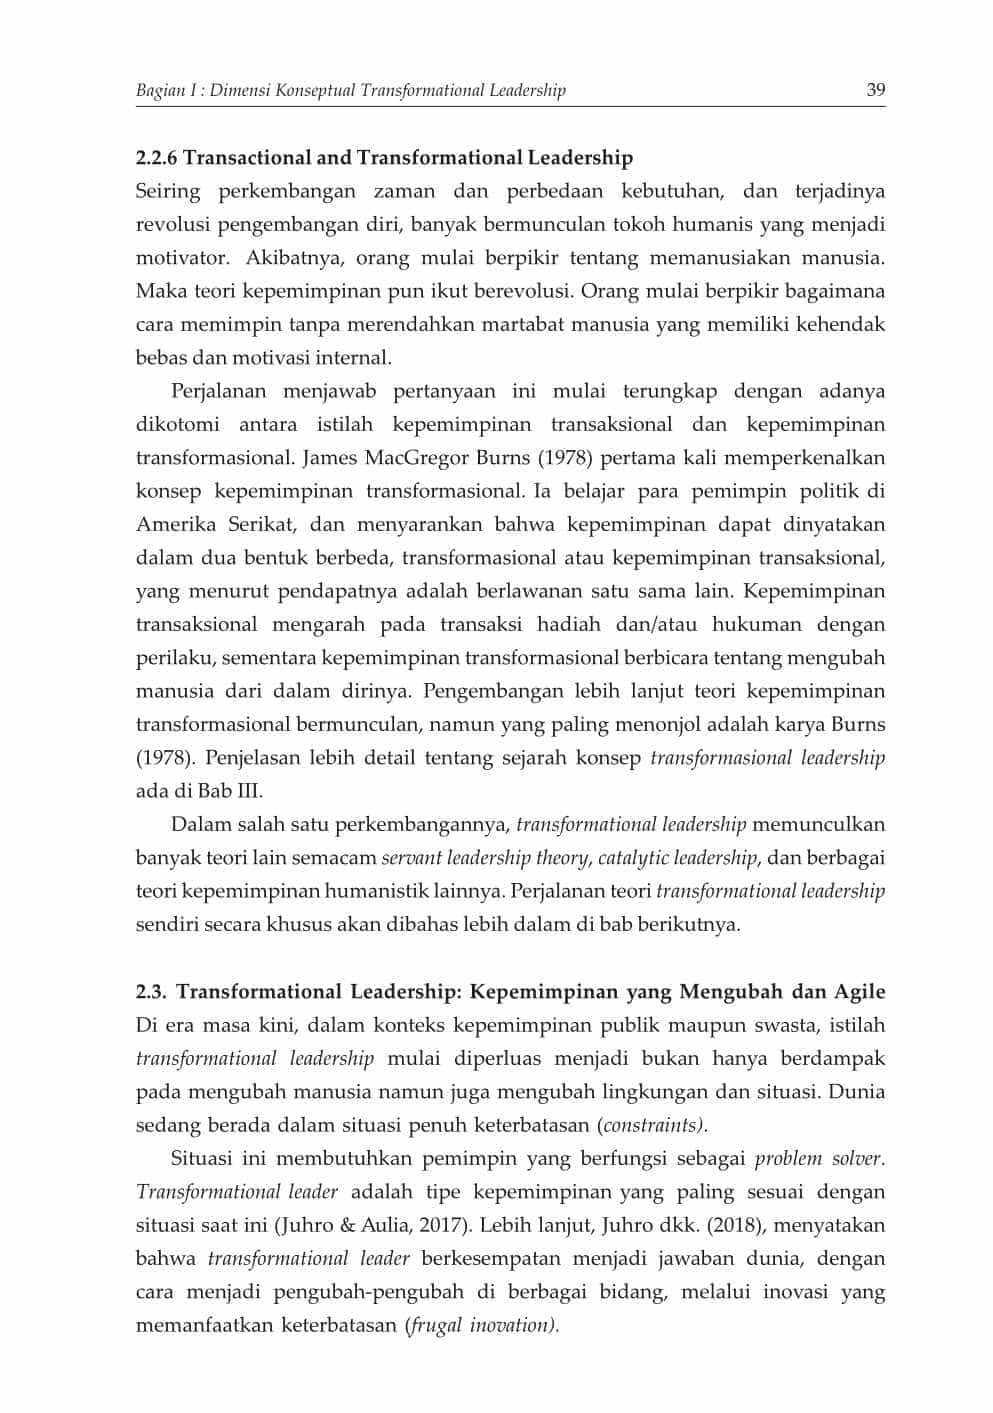 Bagian I : Dimensi Konseptual Transformational Leadership 39
2.2.6 Transactional and Transformational Leadership
Seiring perkembangan zaman dan perbedaan kebutuhan, dan terjadinya
revolusi pengembangan diri, banyak bermunculan tokoh humanis yang menjadi
motivator. Akibatnya, orang mulai berpikir tentang memanusiakan manusia.
Maka teori kepemimpinan pun ikut berevolusi. Orang mulai berpikir bagaimana
cara memimpin tanpa merendahkan martabat manusia yang memiliki kehendak
bebas dan motivasi internal.
Perjalanan menjawab pertanyaan ini mulai terungkap dengan adanya
dikotomi antara istilah kepemimpinan transaksional dan kepemimpinan
transformasional. James MacGregor Burns (1978) pertama kali memperkenalkan
konsep kepemimpinan transformasional. Ia belajar para pemimpin politik di
Amerika Serikat, dan menyarankan bahwa kepemimpinan dapat dinyatakan
dalam dua bentuk berbeda, transformasional atau kepemimpinan transaksional,
yang menurut pendapatnya adalah berlawanan satu sama lain. Kepemimpinan
transaksional mengarah pada transaksi hadiah dan/atau hukuman dengan
perilaku, sementara kepemimpinan transformasional berbicara tentang mengubah
manusia dari dalam dirinya. Pengembangan lebih lanjut teori kepemimpinan
transformasional bermunculan, namun yang paling menonjol adalah karya Burns
(1978). Penjelasan lebih detail tentang sejarah konsep transformasional leadership
ada di Bab III.
Dalam salah satu perkembangannya, transformational leadership memunculkan
banyak teori lain semacam servant leadership theory, catalytic leadership, dan berbagai
teori kepemimpinan humanistik lainnya. Perjalanan teori transformational leadership
sendiri secara khusus akan dibahas lebih dalam di bab berikutnya.
2.3. Transformational Leadership: Kepemimpinan yang Mengubah dan Agile
Di era masa kini, dalam konteks kepemimpinan publik maupun swasta, istilah
transformational leadership mulai diperluas menjadi bukan hanya berdampak
pada mengubah manusia namun juga mengubah lingkungan dan situasi. Dunia
sedang berada dalam situasi penuh keterbatasan (constraints).
Situasi ini membutuhkan pemimpin yang berfungsi sebagai problem solver.
Transformational leader adalah tipe kepemimpinan yang paling sesuai dengan
situasi saat ini (Juhro & Aulia, 2017). Lebih lanjut, Juhro dkk. (2018), menyatakan
bahwa transformational leader berkesempatan menjadi jawaban dunia, dengan
cara menjadi pengubah-pengubah di berbagai bidang, melalui inovasi yang
memanfaatkan keterbatasan (frugal inovation).